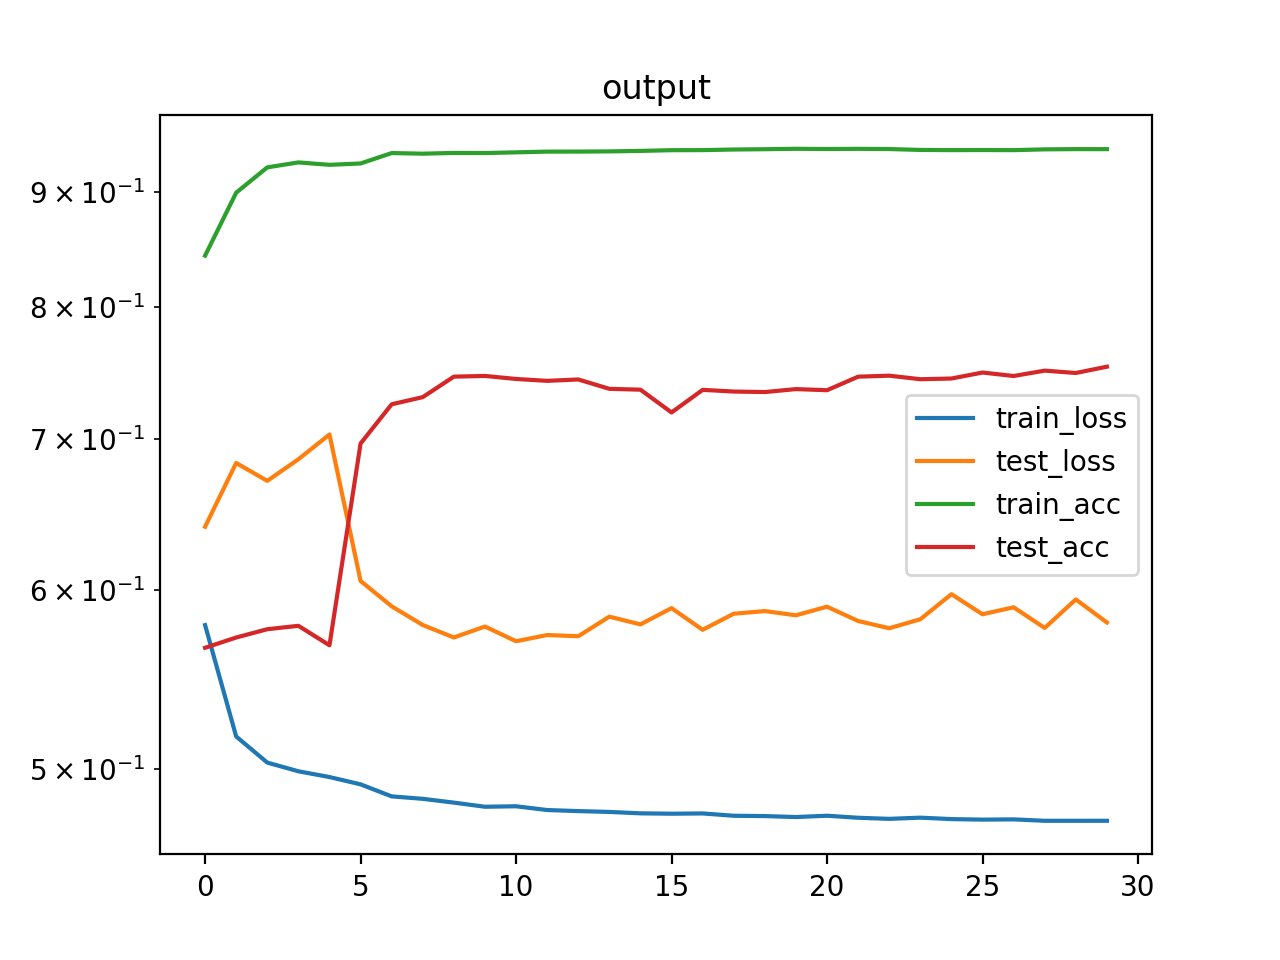 output
9 × 10⁻¹
8 × 10⁻¹
7 × 10⁻¹
6 × 10⁻¹
5 × 10⁻¹
train_loss
test_loss
train_acc
test_acc
0 5 10 15 20 25 30